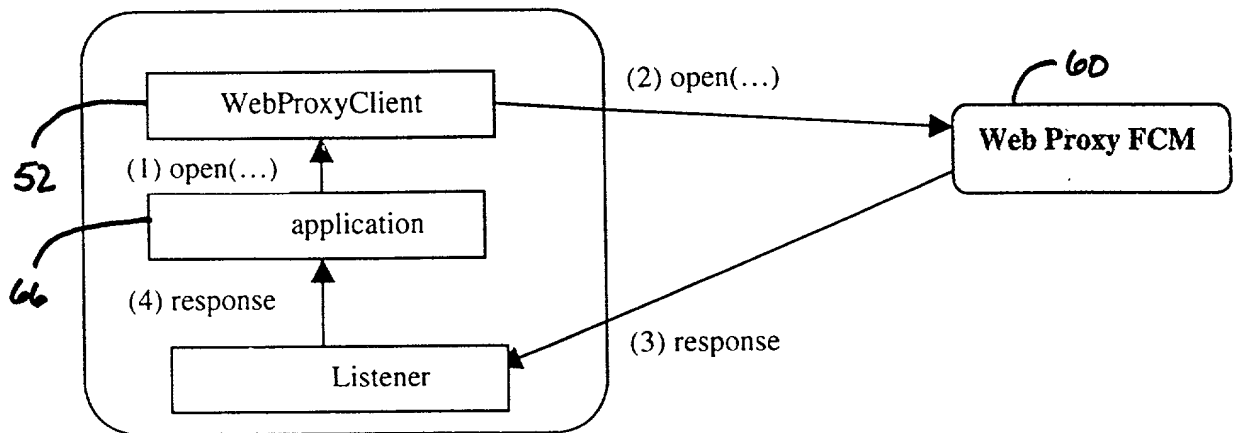 60
(2) open(...)
WebProxyClient
Web Proxy FCM
52
(1) open(...)
application
66
(4) response
(3) response
Listener